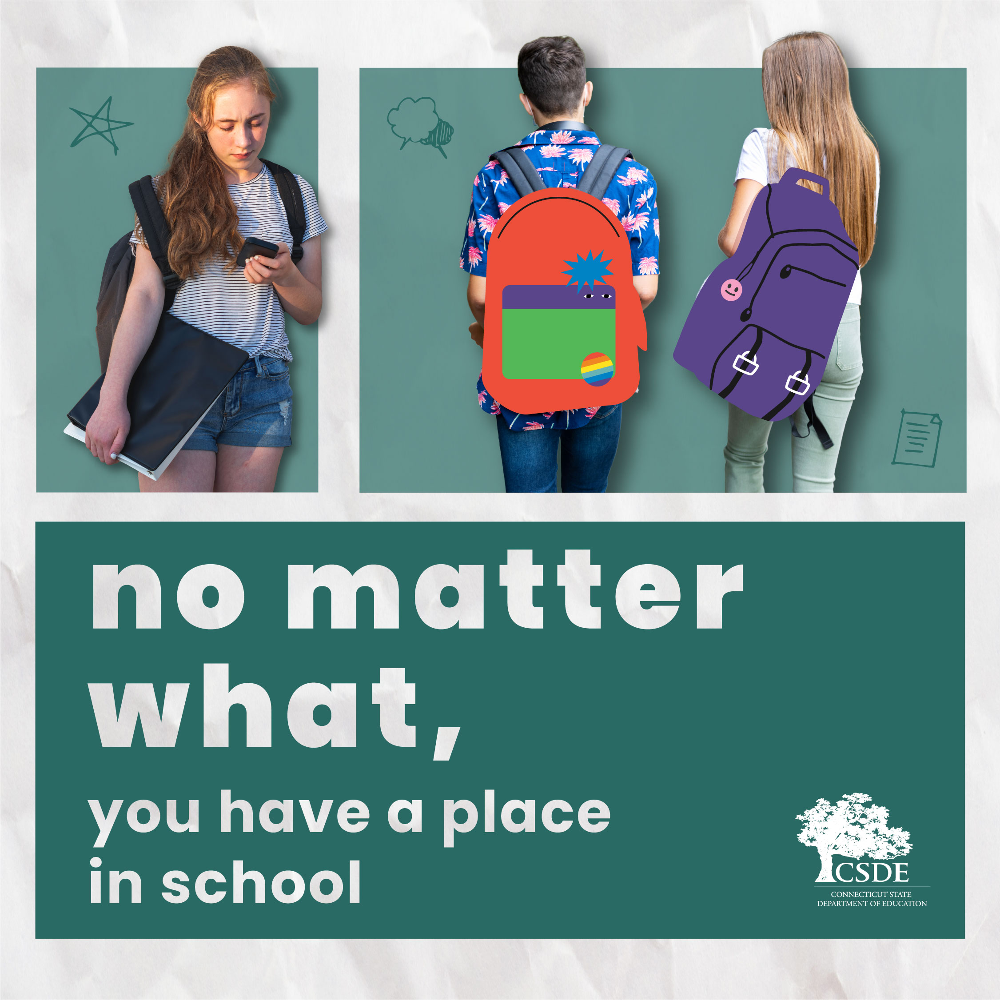 no matter
what,
you have a place
in school
CSDE
CONNECTICUT STATE
DEPARTMENT OF EDUCATION